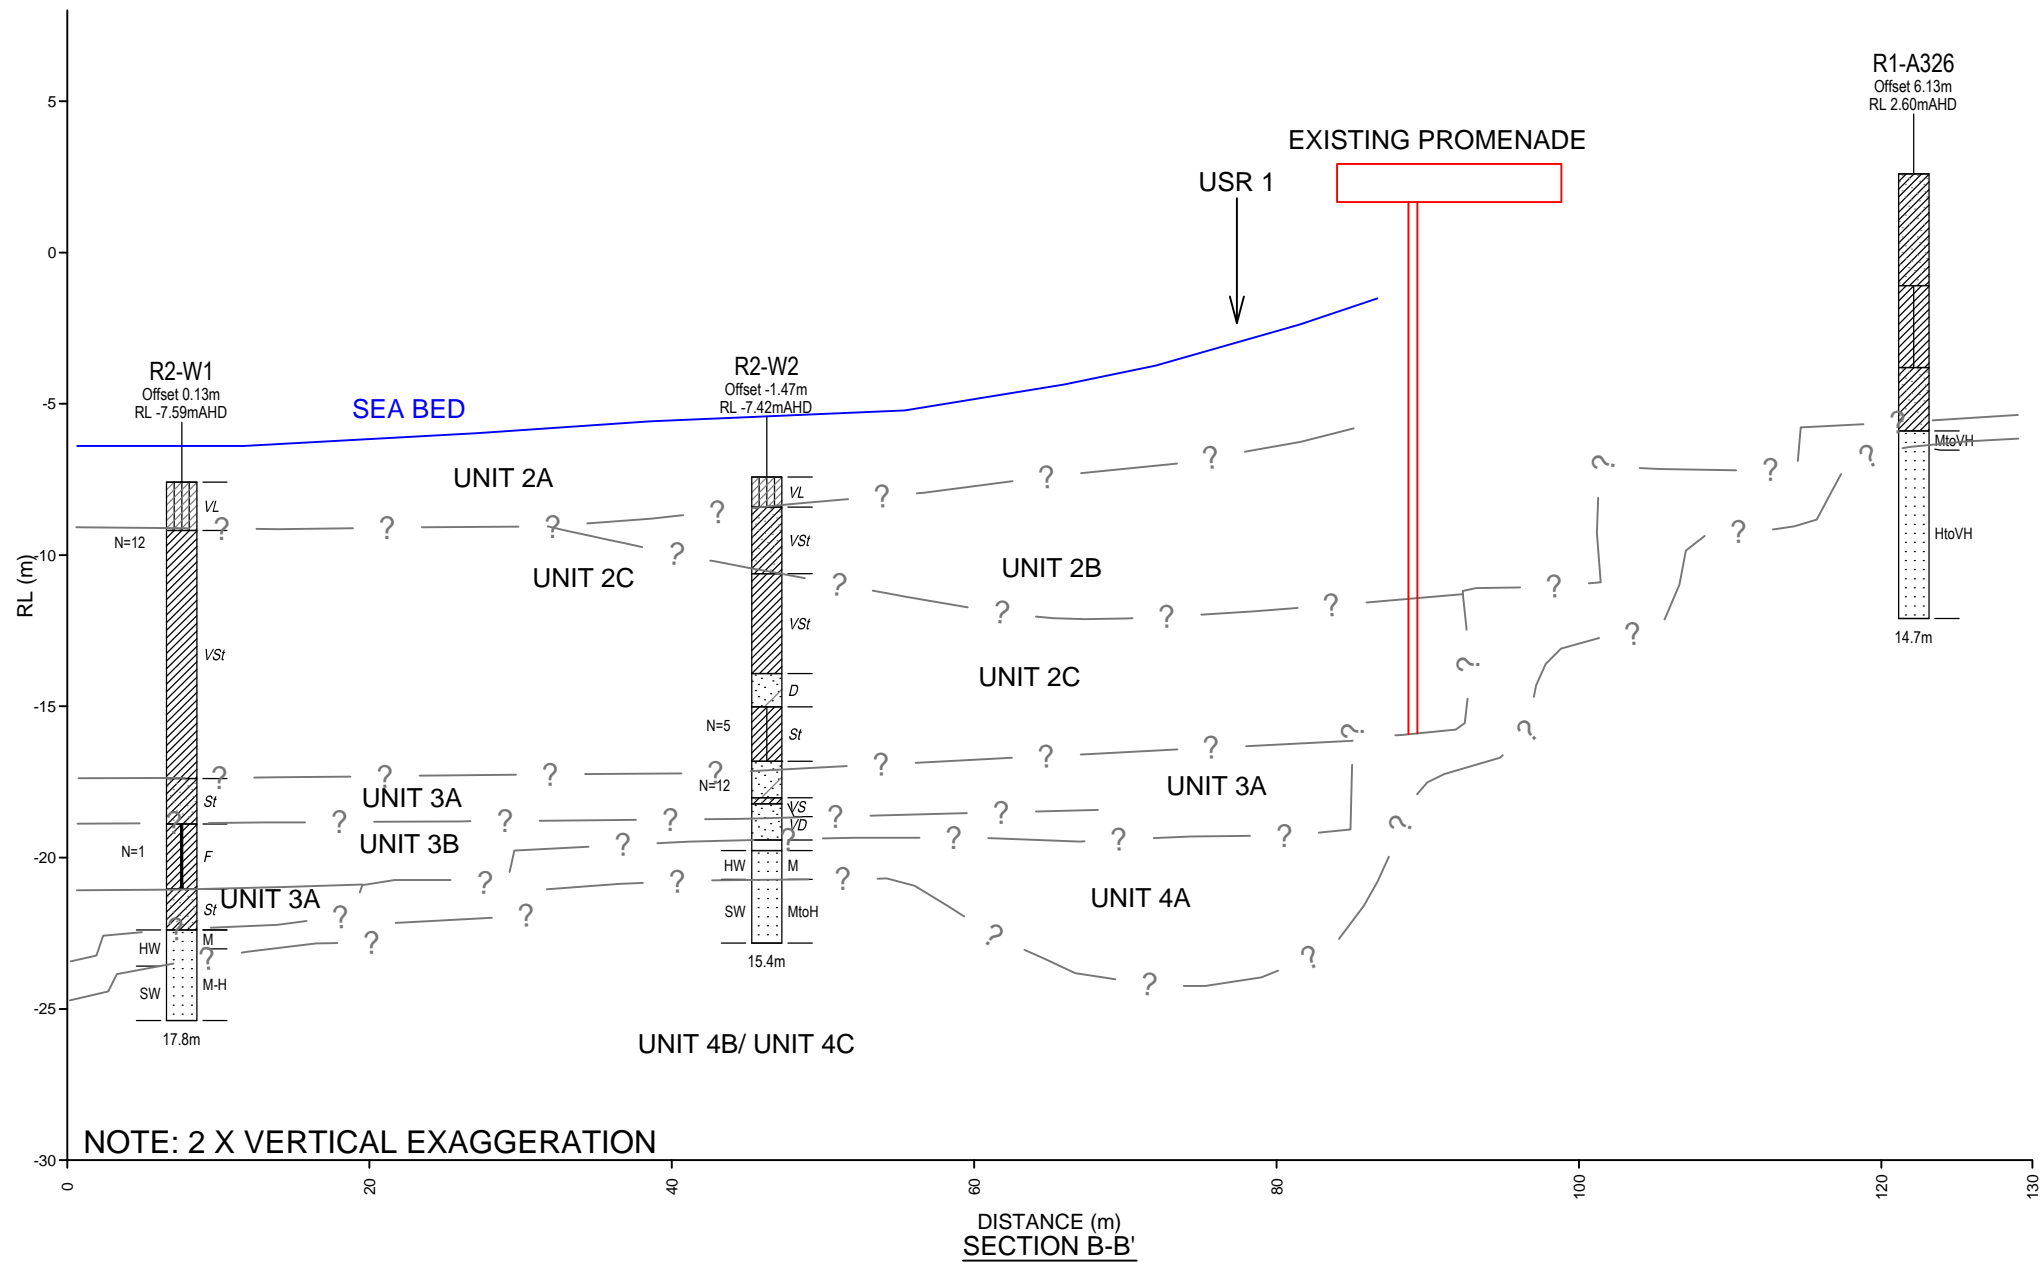 R1-A326
Offset 6.13m
RL 2.60mAHD
5
EXISTING PROMENADE
USR 1
0
R2-W1
Offset 0.13m
RL -7.59mAHD
R2-W2
Offset -1.47m
RL -7.42mAHD
SEA BED
-5
MtoVH
UNIT 2A
VL
VL
N=12
VSt
HtoVH
-10
UNIT 2C
UNIT 2B
RL (m)
VSt
VSt
14.7m
UNIT 2C
D
-15
N=5
St
N=12
UNIT 3A
St
UNIT 3A
VS
VD
UNIT 3B
N=1
F
-20
HW
M
UNIT 3A
UNIT 4A
St
SW
MtoH
HW
M
15.4m
SW
M-H
-25
17.8m
UNIT 4B/ UNIT 4C
NOTE: 2 X VERTICAL EXAGGERATION
-30
0
20
40
60
80
100
120
130
DISTANCE (m)
SECTION B-B'
? ? ? ? ? ? ? ?
? ? ? ? ? ? ? ? ? ?
? ? ? ? ? ? ? ? ? ?
? ? ? ? ? ? ? ? ? ?
? ? ? ? ? ? ? ? ? ?
? ? ? ? ? ? ? ?